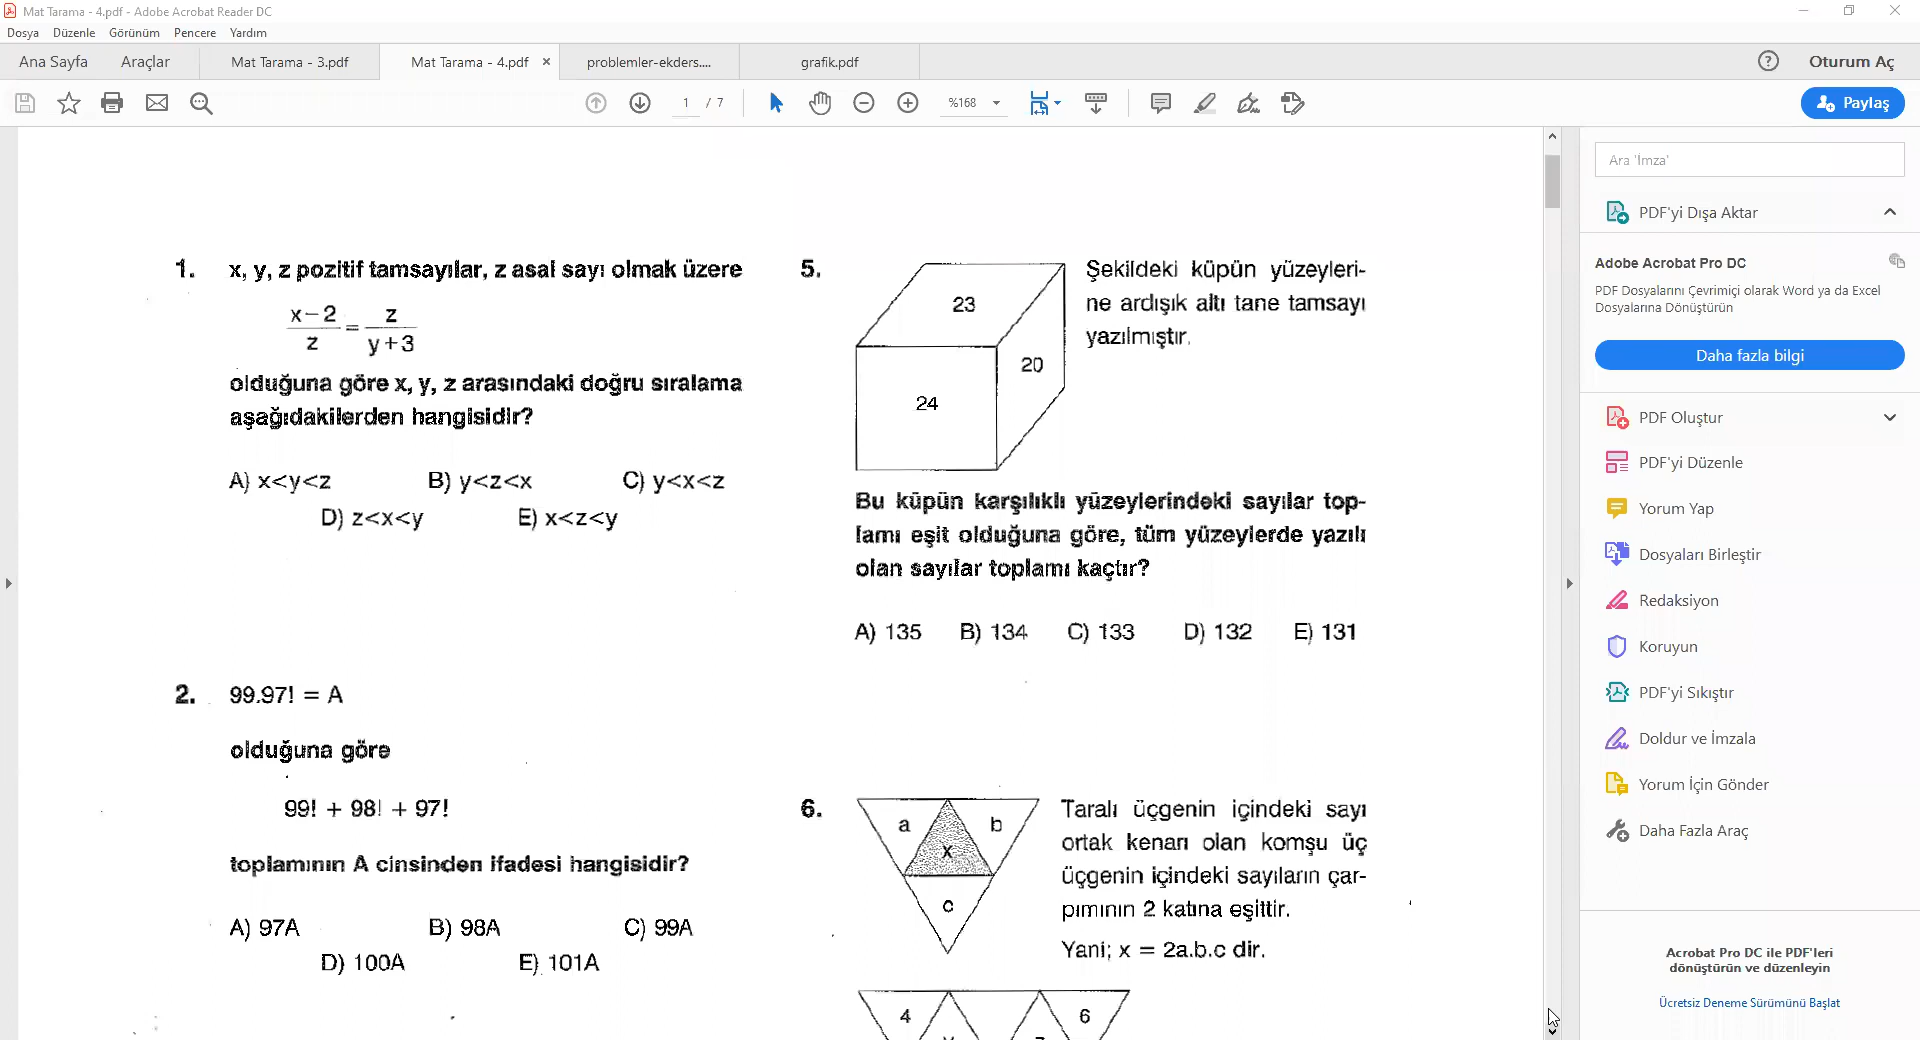 Mat Tarama - 4.pdf - Adobe Acrobat Reader DC
Dosya Düzenle Görünüm Pencere Yardım
Ana Sayfa Araçlar Mat Tarama - 3.pdf Mat Tarama - 4.pdf × problemler-ekders.... grafik.pdf ? Oturum Aç
1 / 7 %168 Paylaş
1. x, y, z pozitif tamsayılar, z asal sayı olmak üzere
x-2 / z = z / y+3
olduğuna göre x, y, z arasındaki doğru sıralama
aşağıdakilerden hangisidir?
A) x<y<z B) y<z<x C) y<x<z
D) z<x<y E) x<z<y
2. 99.97! = A
olduğuna göre
99! + 98! + 97!
toplamının A cinsinden ifadesi hangisidir?
A) 97A B) 98A C) 99A
D) 100A E) 101A
5. Şekildeki küpün yüzeyleri-
ne ardışık altı tane tamsayı
yazılmıştır.
23
20
24
Bu küpün karşılıklı yüzeylerindeki sayılar top-
lamı eşit olduğuna göre, tüm yüzeylerde yazılı
olan sayılar toplamı kaçtır?
A) 135 B) 134 C) 133 D) 132 E) 131
6. Taralı üçgenin içindeki sayı
ortak kenarı olan komşu üç
üçgenin içindeki sayıların çar-
pımının 2 katına eşittir.
Yani; x = 2a.b.c dir.
a b
x
c
4 6
Ara 'İmza'
PDF'yi Dışa Aktar
Adobe Acrobat Pro DC
PDF Dosyalarını Çevrimiçi olarak Word ya da Excel
Dosyalarına Dönüştürün
Daha fazla bilgi
PDF Oluştur
PDF'yi Düzenle
Yorum Yap
Dosyaları Birleştir
Redaksiyon
Koruyun
PDF'yi Sıkıştır
Doldur ve İmzala
Yorum İçin Gönder
Daha Fazla Araç
Acrobat Pro DC ile PDF'leri
dönüştürün ve düzenleyin
Ücretsiz Deneme Sürümünü Başlat